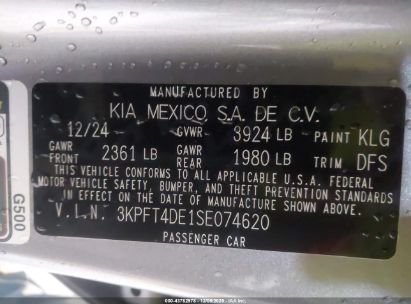 MANUFACTURED BY
KIA MEXICO S.A. DE C.V.
12/24 GVWR 3924 LB PAINT KLG
GAWR FRONT 2361 LB GAWR REAR 1980 LB TRIM DFS
THIS VEHICLE CONFORMS TO ALL APPLICABLE U.S.A. FEDERAL
MOTOR VEHICLE SAFETY, BUMPER, AND THEFT PREVENTION STANDARDS
IN EFFECT ON THE DATE OF MANUFACTURE SHOWN ABOVE.
V.I.N. 3KPFT4DE1SE074620
PASSENGER CAR
G500